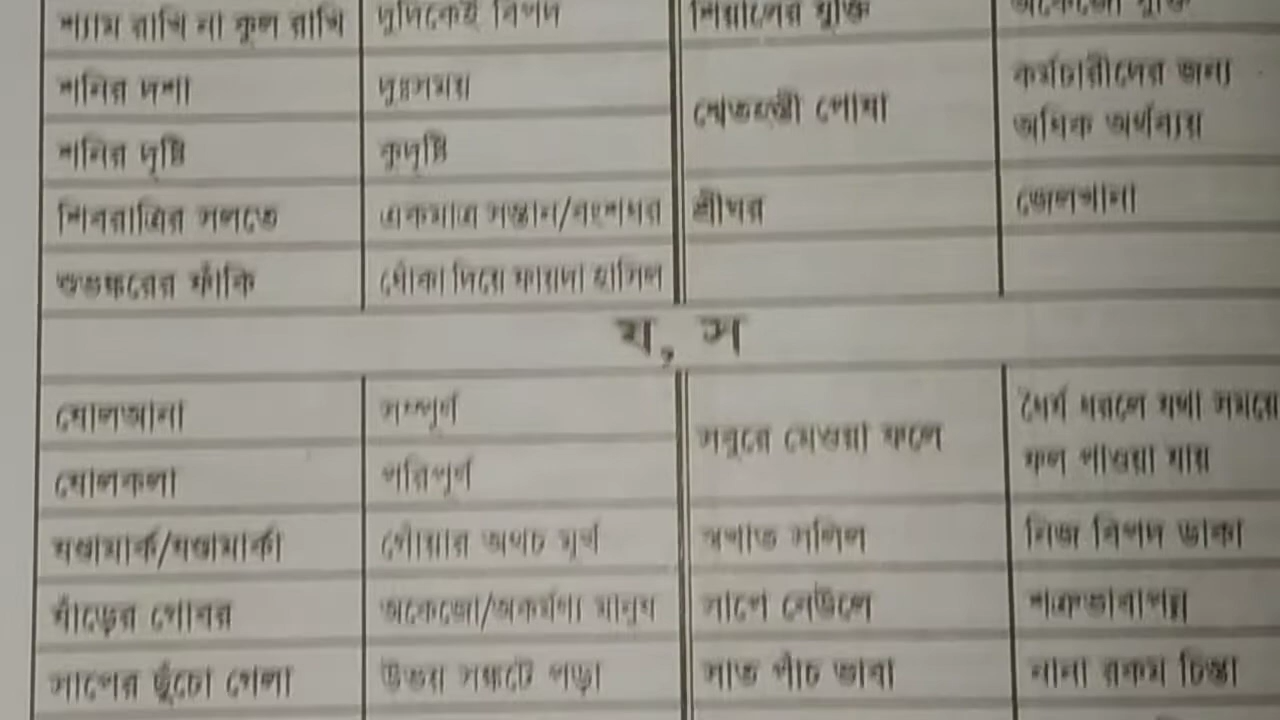 শ্যাম রাখি না কুল রাখি | দুদিকেই বিপদ | শিয়ালের যুক্তি | অকেজো যুক্তি
শনির দশা | দুঃসময় | শ্বেতহস্তী পোষা | কর্মচারীদের জন্য
অধিক অর্থব্যয়
শনির দৃষ্টি | কুদৃষ্টি
শিবরাত্রির সলতে | একমাত্র সন্তান/বংশধর | শ্রীঘর | জেলখানা
শুভঙ্করের ফাঁকি | ধোঁকা দিয়ে ফায়দা হাসিল
ষ, স
ষোলআনা | সম্পূর্ণ | সবুরে মেওয়া ফলে | ধৈর্য ধরলে যথা সময়ে
ফল পাওয়া যায়
ষোলকলা | পরিপূর্ণ
ষণ্ডামার্কু/ষণ্ডামার্কা | গোঁয়ার অথচ মূর্খ | স্বখাত সলিল | নিজ বিপদ ডাকা
ষাঁড়ের গোবর | অকেজো/অকর্মণ্য মানুষ | সাপে নেউলে | শত্রুভাবাপন্ন
সাপের ছুঁচো গেলা | উভয় সঙ্কটে পড়া | সাত পাঁচ ভাবা | নানা রকম চিন্তা